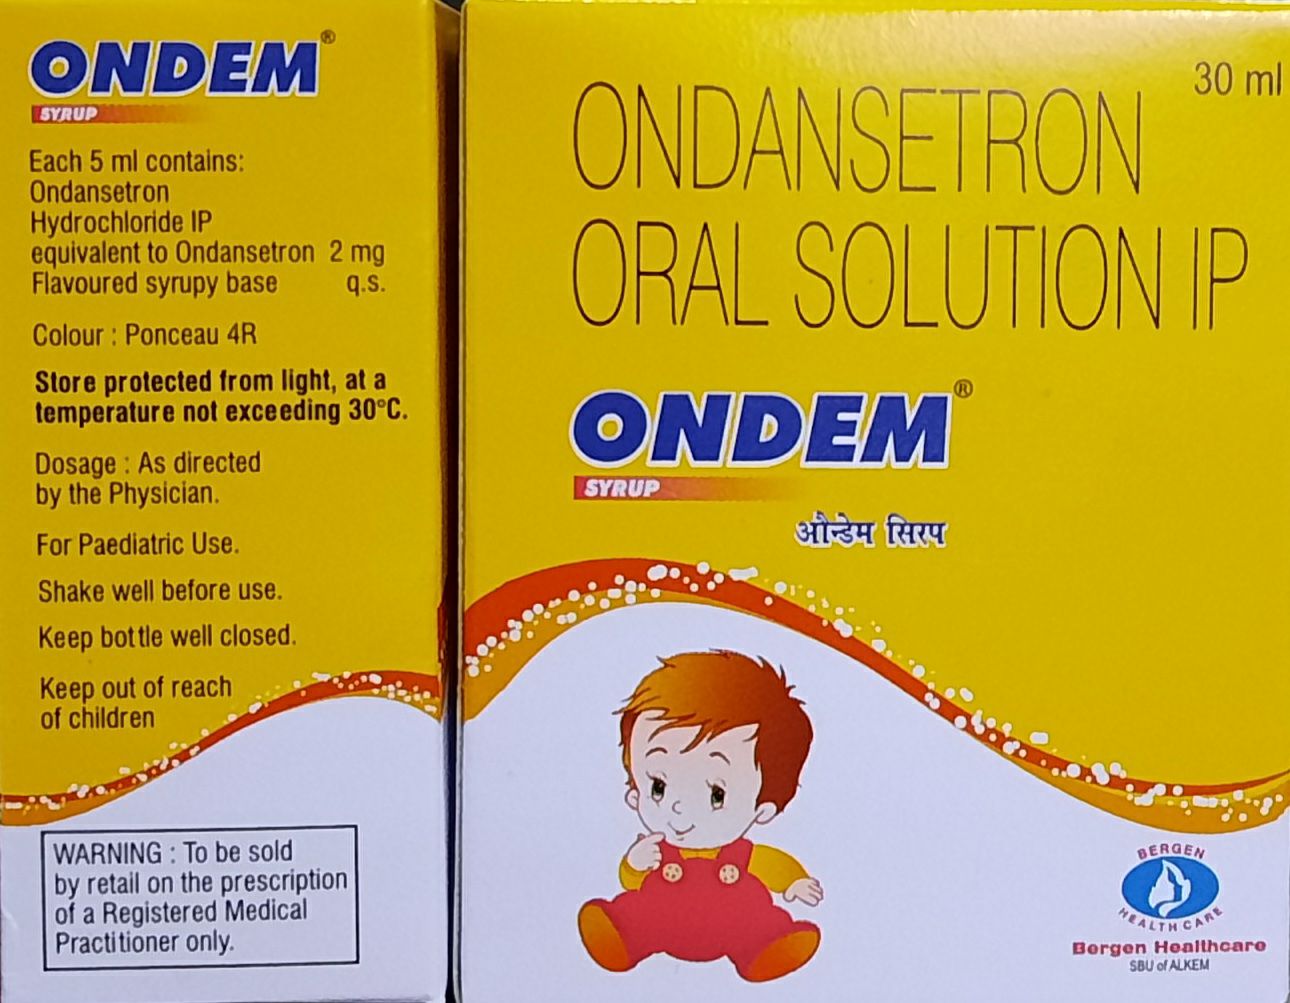 ONDEM®
SYRUP
Each 5 ml contains:
Ondansetron
Hydrochloride IP
equivalent to Ondansetron 2 mg
Flavoured syrupy base q.s.
Colour : Ponceau 4R
Store protected from light, at a
temperature not exceeding 30°C.
Dosage : As directed
by the Physician.
For Paediatric Use.
Shake well before use.
Keep bottle well closed.
Keep out of reach
of children
WARNING : To be sold
by retail on the prescription
of a Registered Medical
Practitioner only.
30 ml
ONDANSETRON
ORAL SOLUTION IP
ONDEM®
SYRUP
औन्डेम सिरप
BERGEN
HEALTH CARE
Bergen Healthcare
SBU of ALKEM